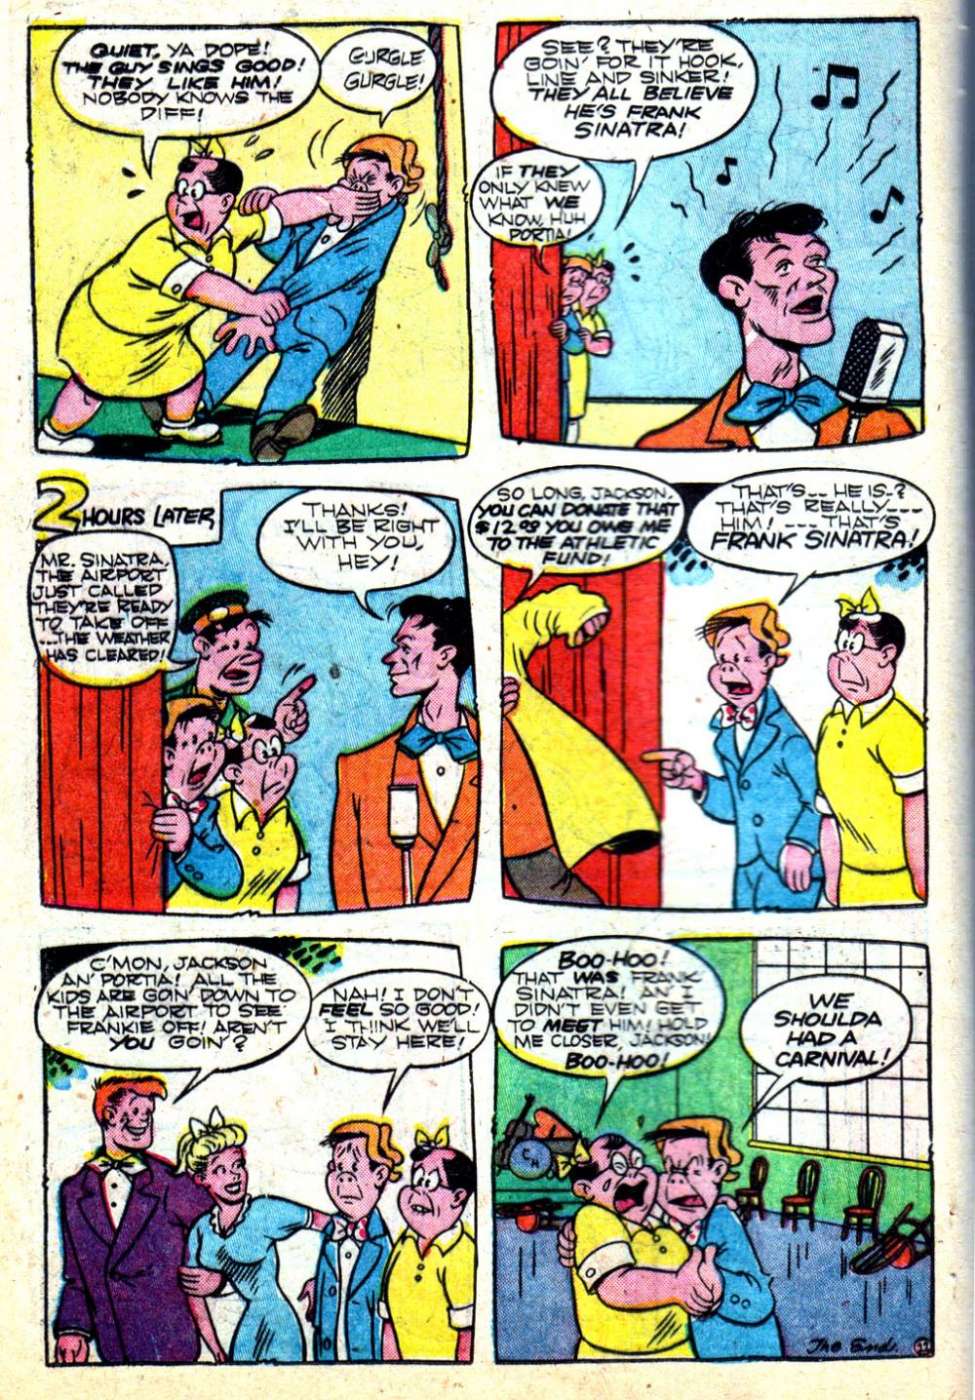 QUIET, YA DOPE!
THE GUY SINGS GOOD!
THEY LIKE HIM!
NOBODY KNOWS THE
DIFF!
GURGLE
GURGLE!
SEE? THEY'RE
GOIN' FOR IT HOOK,
LINE AND SINKER!
THEY ALL BELIEVE
HE'S FRANK
SINATRA!
IF THEY
ONLY KNEW
WHAT WE
KNOW, HUH
PORTIA!
2 HOURS LATER,
MR. SINATRA,
THE AIRPORT
JUST CALLED
THEY'RE READY
TO TAKE OFF
...THE WEATHER
HAS CLEARED!
THANKS!
I'LL BE RIGHT
WITH YOU,
HEY!
SO LONG, JACKSON.
YOU CAN DONATE THAT
$12.98 YOU OWE ME
TO THE ATHLETIC
FUND!
THAT'S... HE IS.?
THAT'S REALLY---
HIM! --- THAT'S
FRANK SINATRA!
C'MON, JACKSON
AN' PORTIA! ALL THE
KIDS ARE GOIN' DOWN TO
THE AIRPORT TO SEE
FRANKIE OFF! AREN'T
YOU GOIN'?
NAH! I DON'T
FEEL SO GOOD!
I THINK WE'LL
STAY HERE!
BOO-HOO!
THAT WAS FRANK
SINATRA! AN' I
DIDN'T EVEN GET
TO MEET HIM! HOLD
ME CLOSER, JACKSON!
BOO-HOO!
WE
SHOULDA
HAD A
CARNIVAL!
The End.